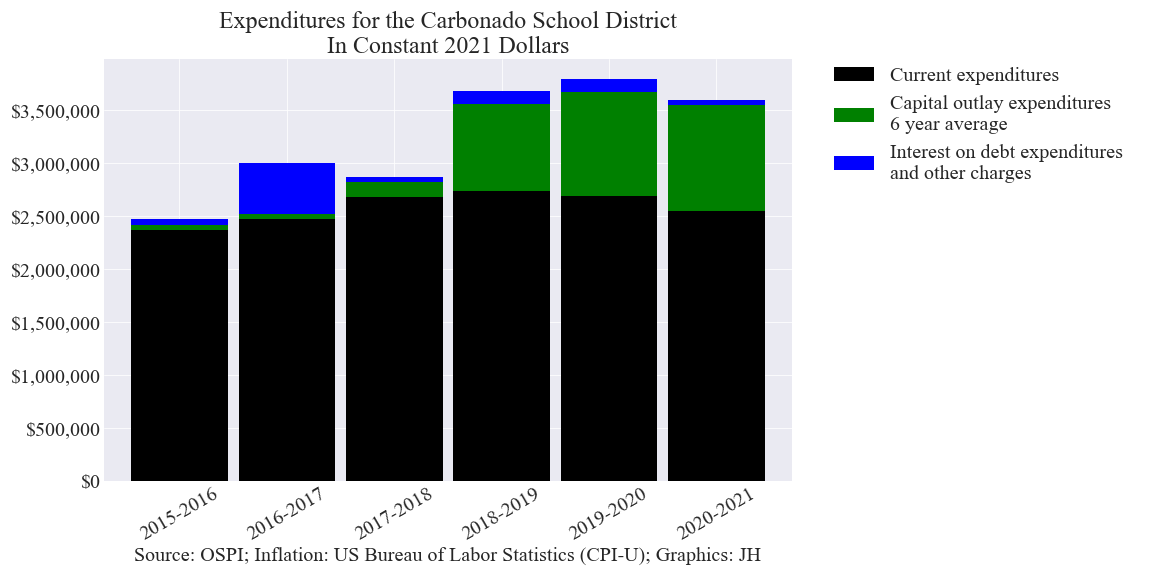 Expenditures for the Carbonado School District
In Constant 2021 Dollars
Current expenditures
Capital outlay expenditures
6 year average
Interest on debt expenditures
and other charges
$3,500,000
$3,000,000
$2,500,000
$2,000,000
$1,500,000
$1,000,000
$500,000
$0
2015-2016
2016-2017
2017-2018
2018-2019
2019-2020
2020-2021
Source: OSPI; Inflation: US Bureau of Labor Statistics (CPI-U); Graphics: JH